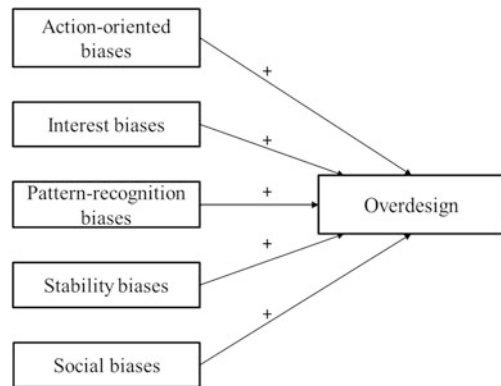 Action-oriented
biases
+
Interest biases
+
Pattern-recognition
biases
+
Overdesign
+
Stability biases
+
Social biases